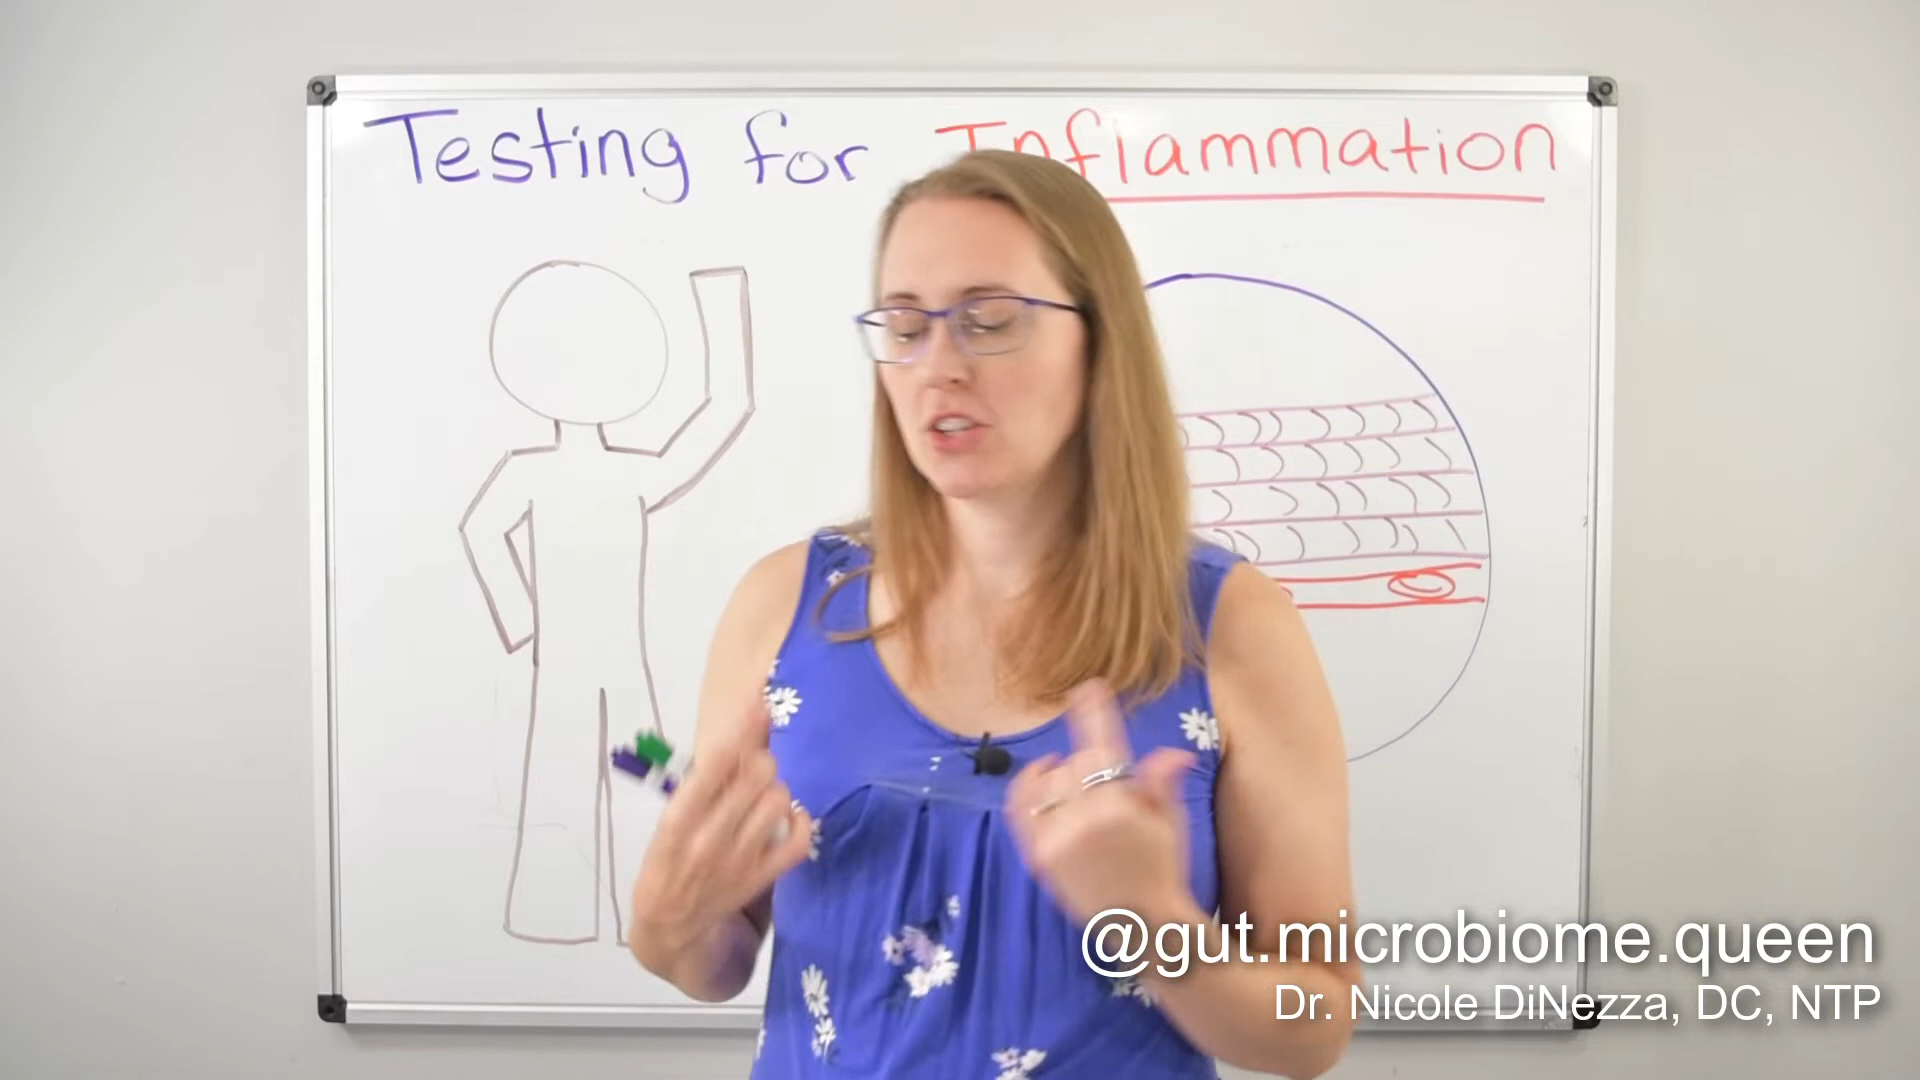 Testing for Inflammation
@gut.microbiome.queen
Dr. Nicole DiNezza, DC, NTP